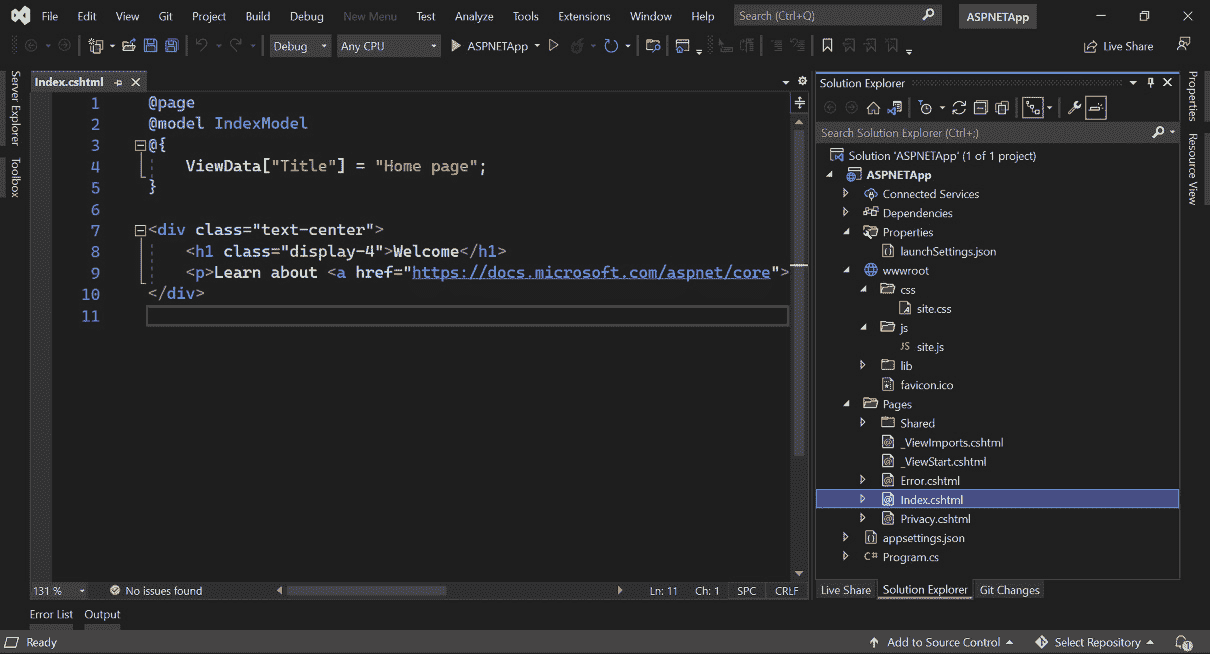 File Edit View Git Project Build Debug New Menu Test Analyze Tools Extensions Window Help Search (Ctrl+Q) ASPNETApp
Debug Any CPU ASPNETApp Live Share
Server Explorer
Toolbox
Index.cshtml
1 @page
2 @model IndexModel
3 @{
4 ViewData["Title"] = "Home page";
5 }
6
7 <div class="text-center">
8 <h1 class="display-4">Welcome</h1>
9 <p>Learn about <a href="https://docs.microsoft.com/aspnet/core">
10 </div>
11
131 % No issues found Ln: 11 Ch: 1 SPC CRLF
Solution Explorer
Search Solution Explorer (Ctrl+;)
Solution 'ASPNETApp' (1 of 1 project)
ASPNETApp
Connected Services
Dependencies
Properties
launchSettings.json
wwwroot
css
site.css
js
JS site.js
lib
favicon.ico
Pages
Shared
_ViewImports.cshtml
_ViewStart.cshtml
Error.cshtml
Index.cshtml
Privacy.cshtml
appsettings.json
C# Program.cs
Live Share Solution Explorer Git Changes
Properties
Resource View
Error List Output
Ready Add to Source Control Select Repository 1